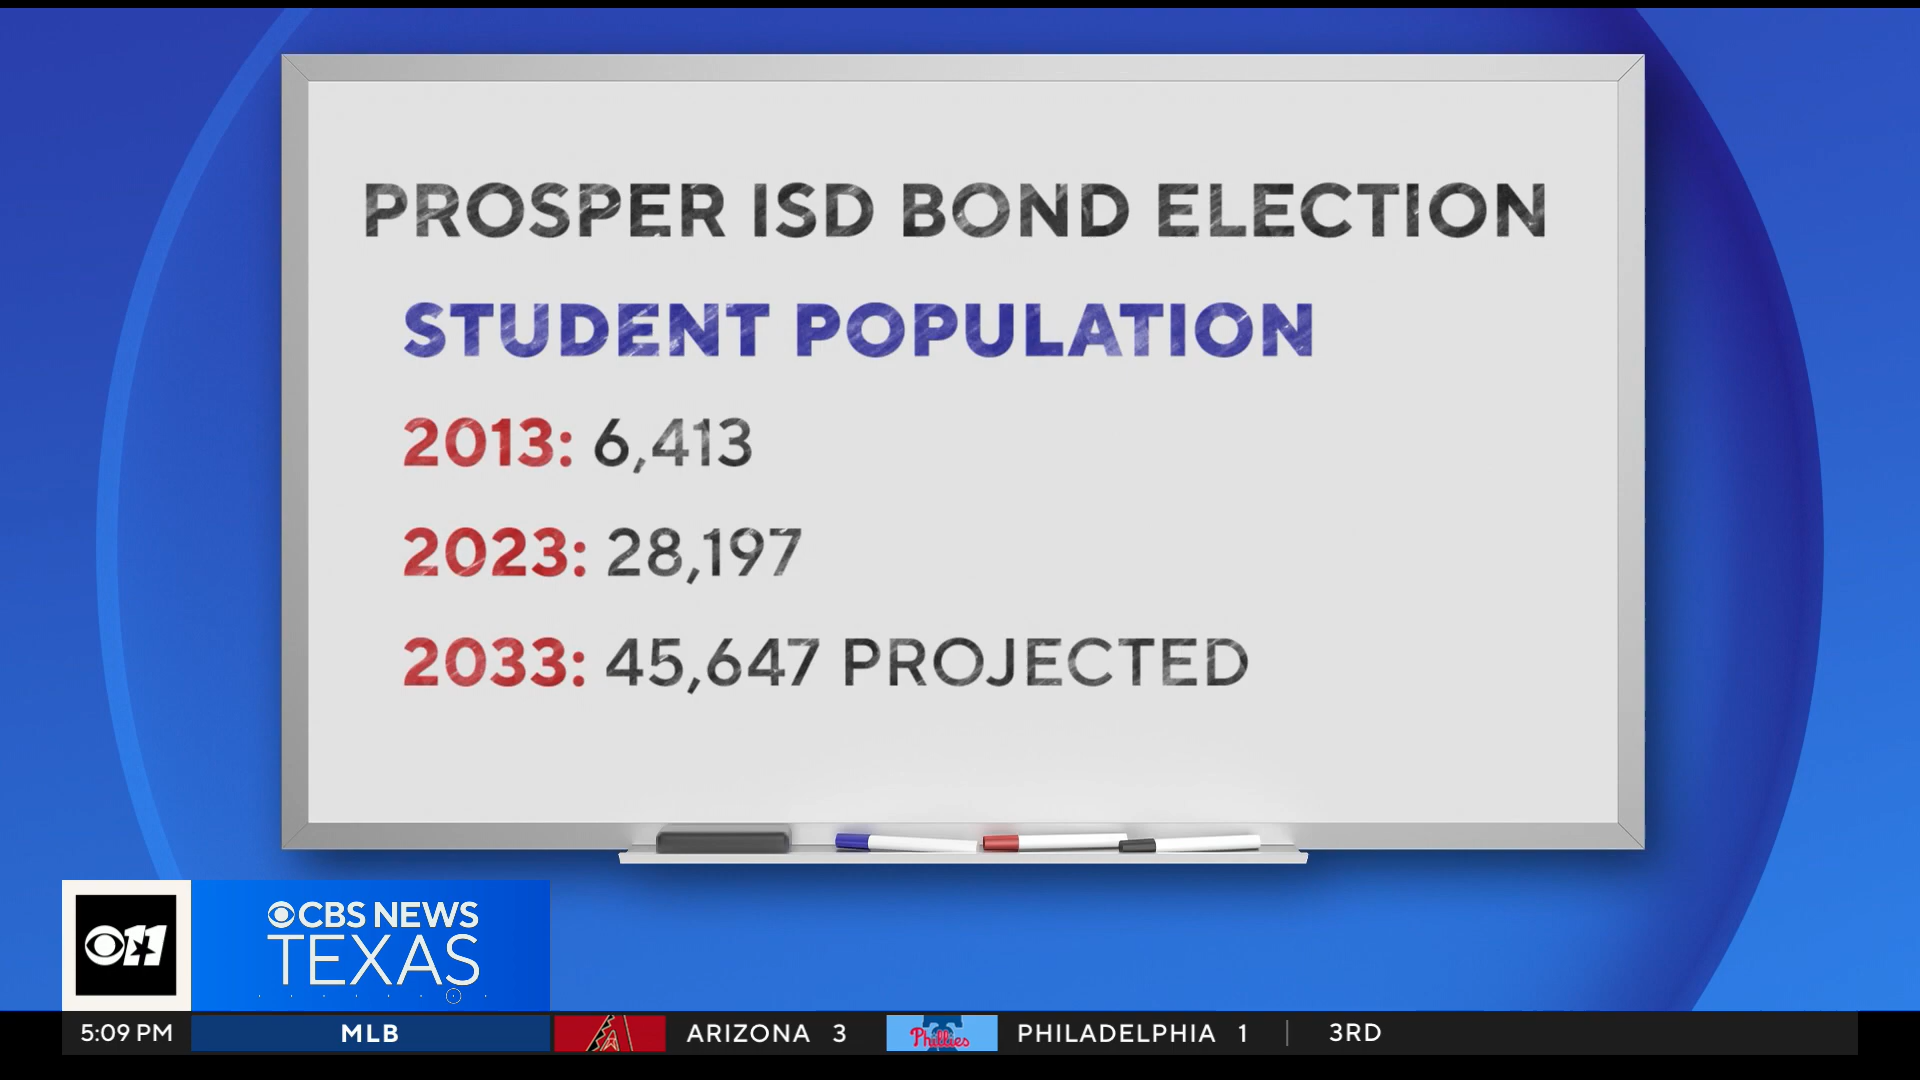 PROSPER ISD BOND ELECTION
STUDENT POPULATION
2013: 6,413
2023: 28,197
2033: 45,647 PROJECTED
11
CBS NEWS
TEXAS
5:09 PM MLB ARIZONA 3 Phillies PHILADELPHIA 1 | 3RD